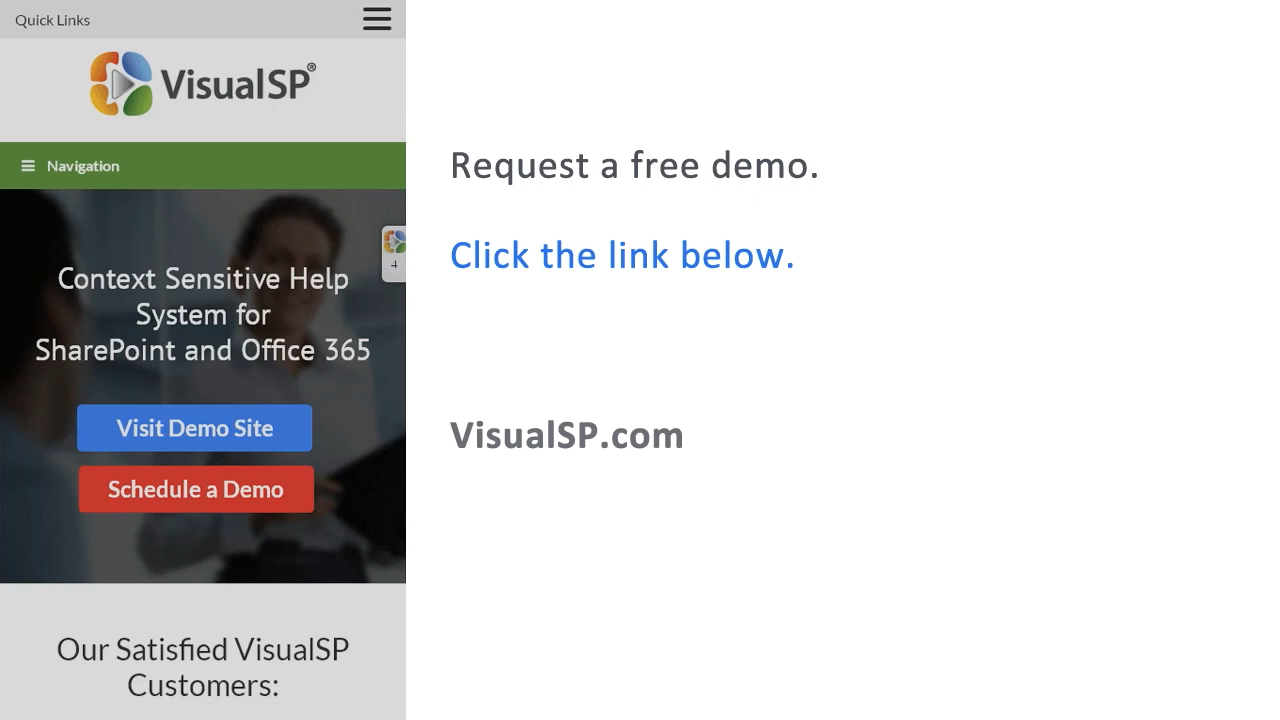 Quick Links
VisualSP®
Navigation
4
Context Sensitive Help
System for
SharePoint and Office 365
Visit Demo Site
Schedule a Demo
Our Satisfied VisualSP
Customers:
Request a free demo.
Click the link below.
VisualSP.com